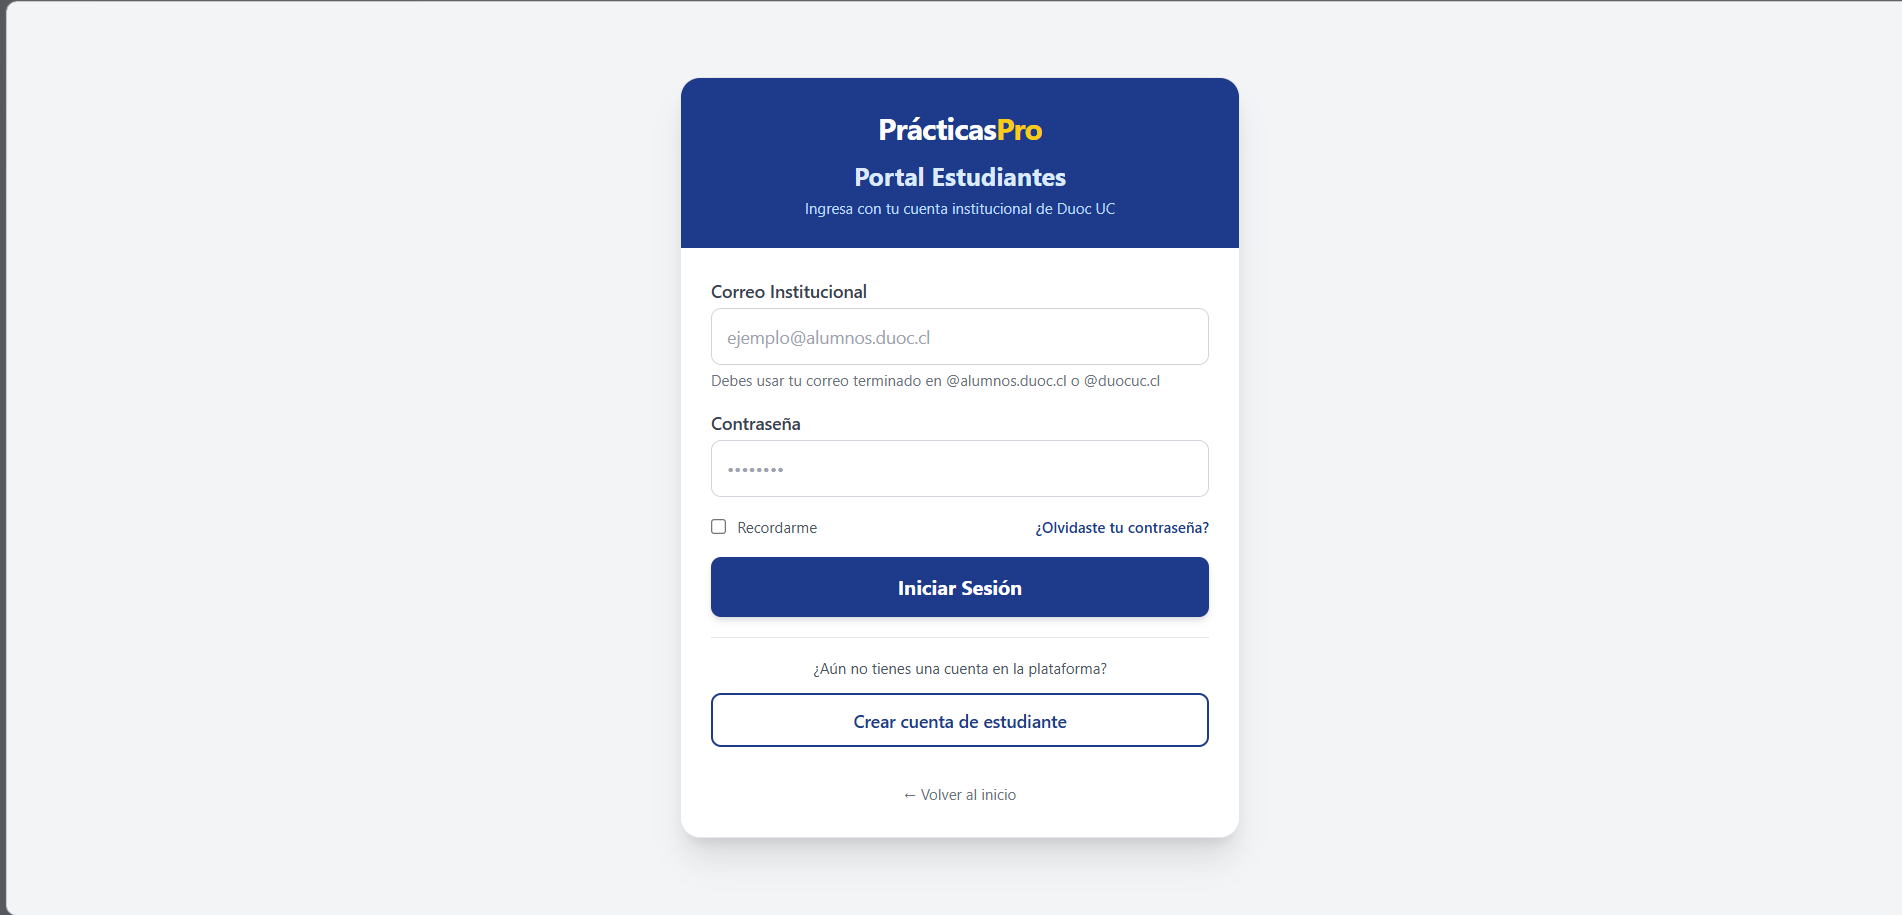 PrácticasPro
Portal Estudiantes
Ingresa con tu cuenta institucional de Duoc UC
Correo Institucional
ejemplo@alumnos.duoc.cl
Debes usar tu correo terminado en @alumnos.duoc.cl o @duocuc.cl
Contraseña
••••••••
Recordarme
¿Olvidaste tu contraseña?
Iniciar Sesión
¿Aún no tienes una cuenta en la plataforma?
Crear cuenta de estudiante
← Volver al inicio